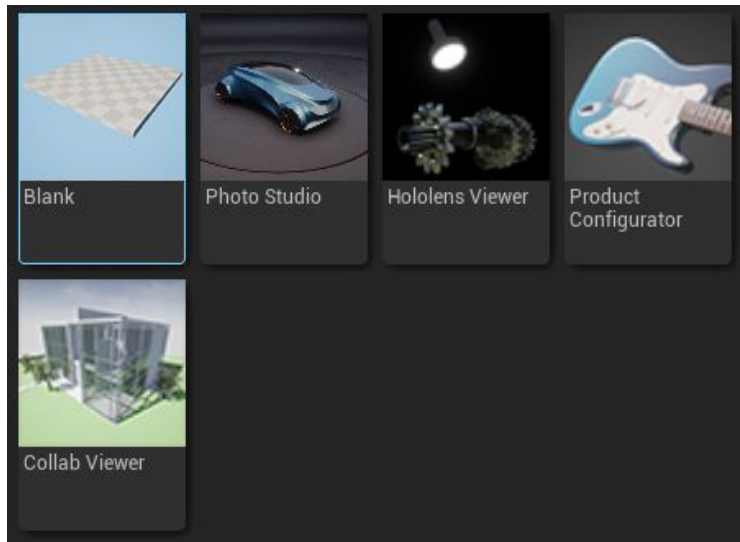 Blank
Photo Studio
Hololens Viewer
Product
Configurator
Collab Viewer